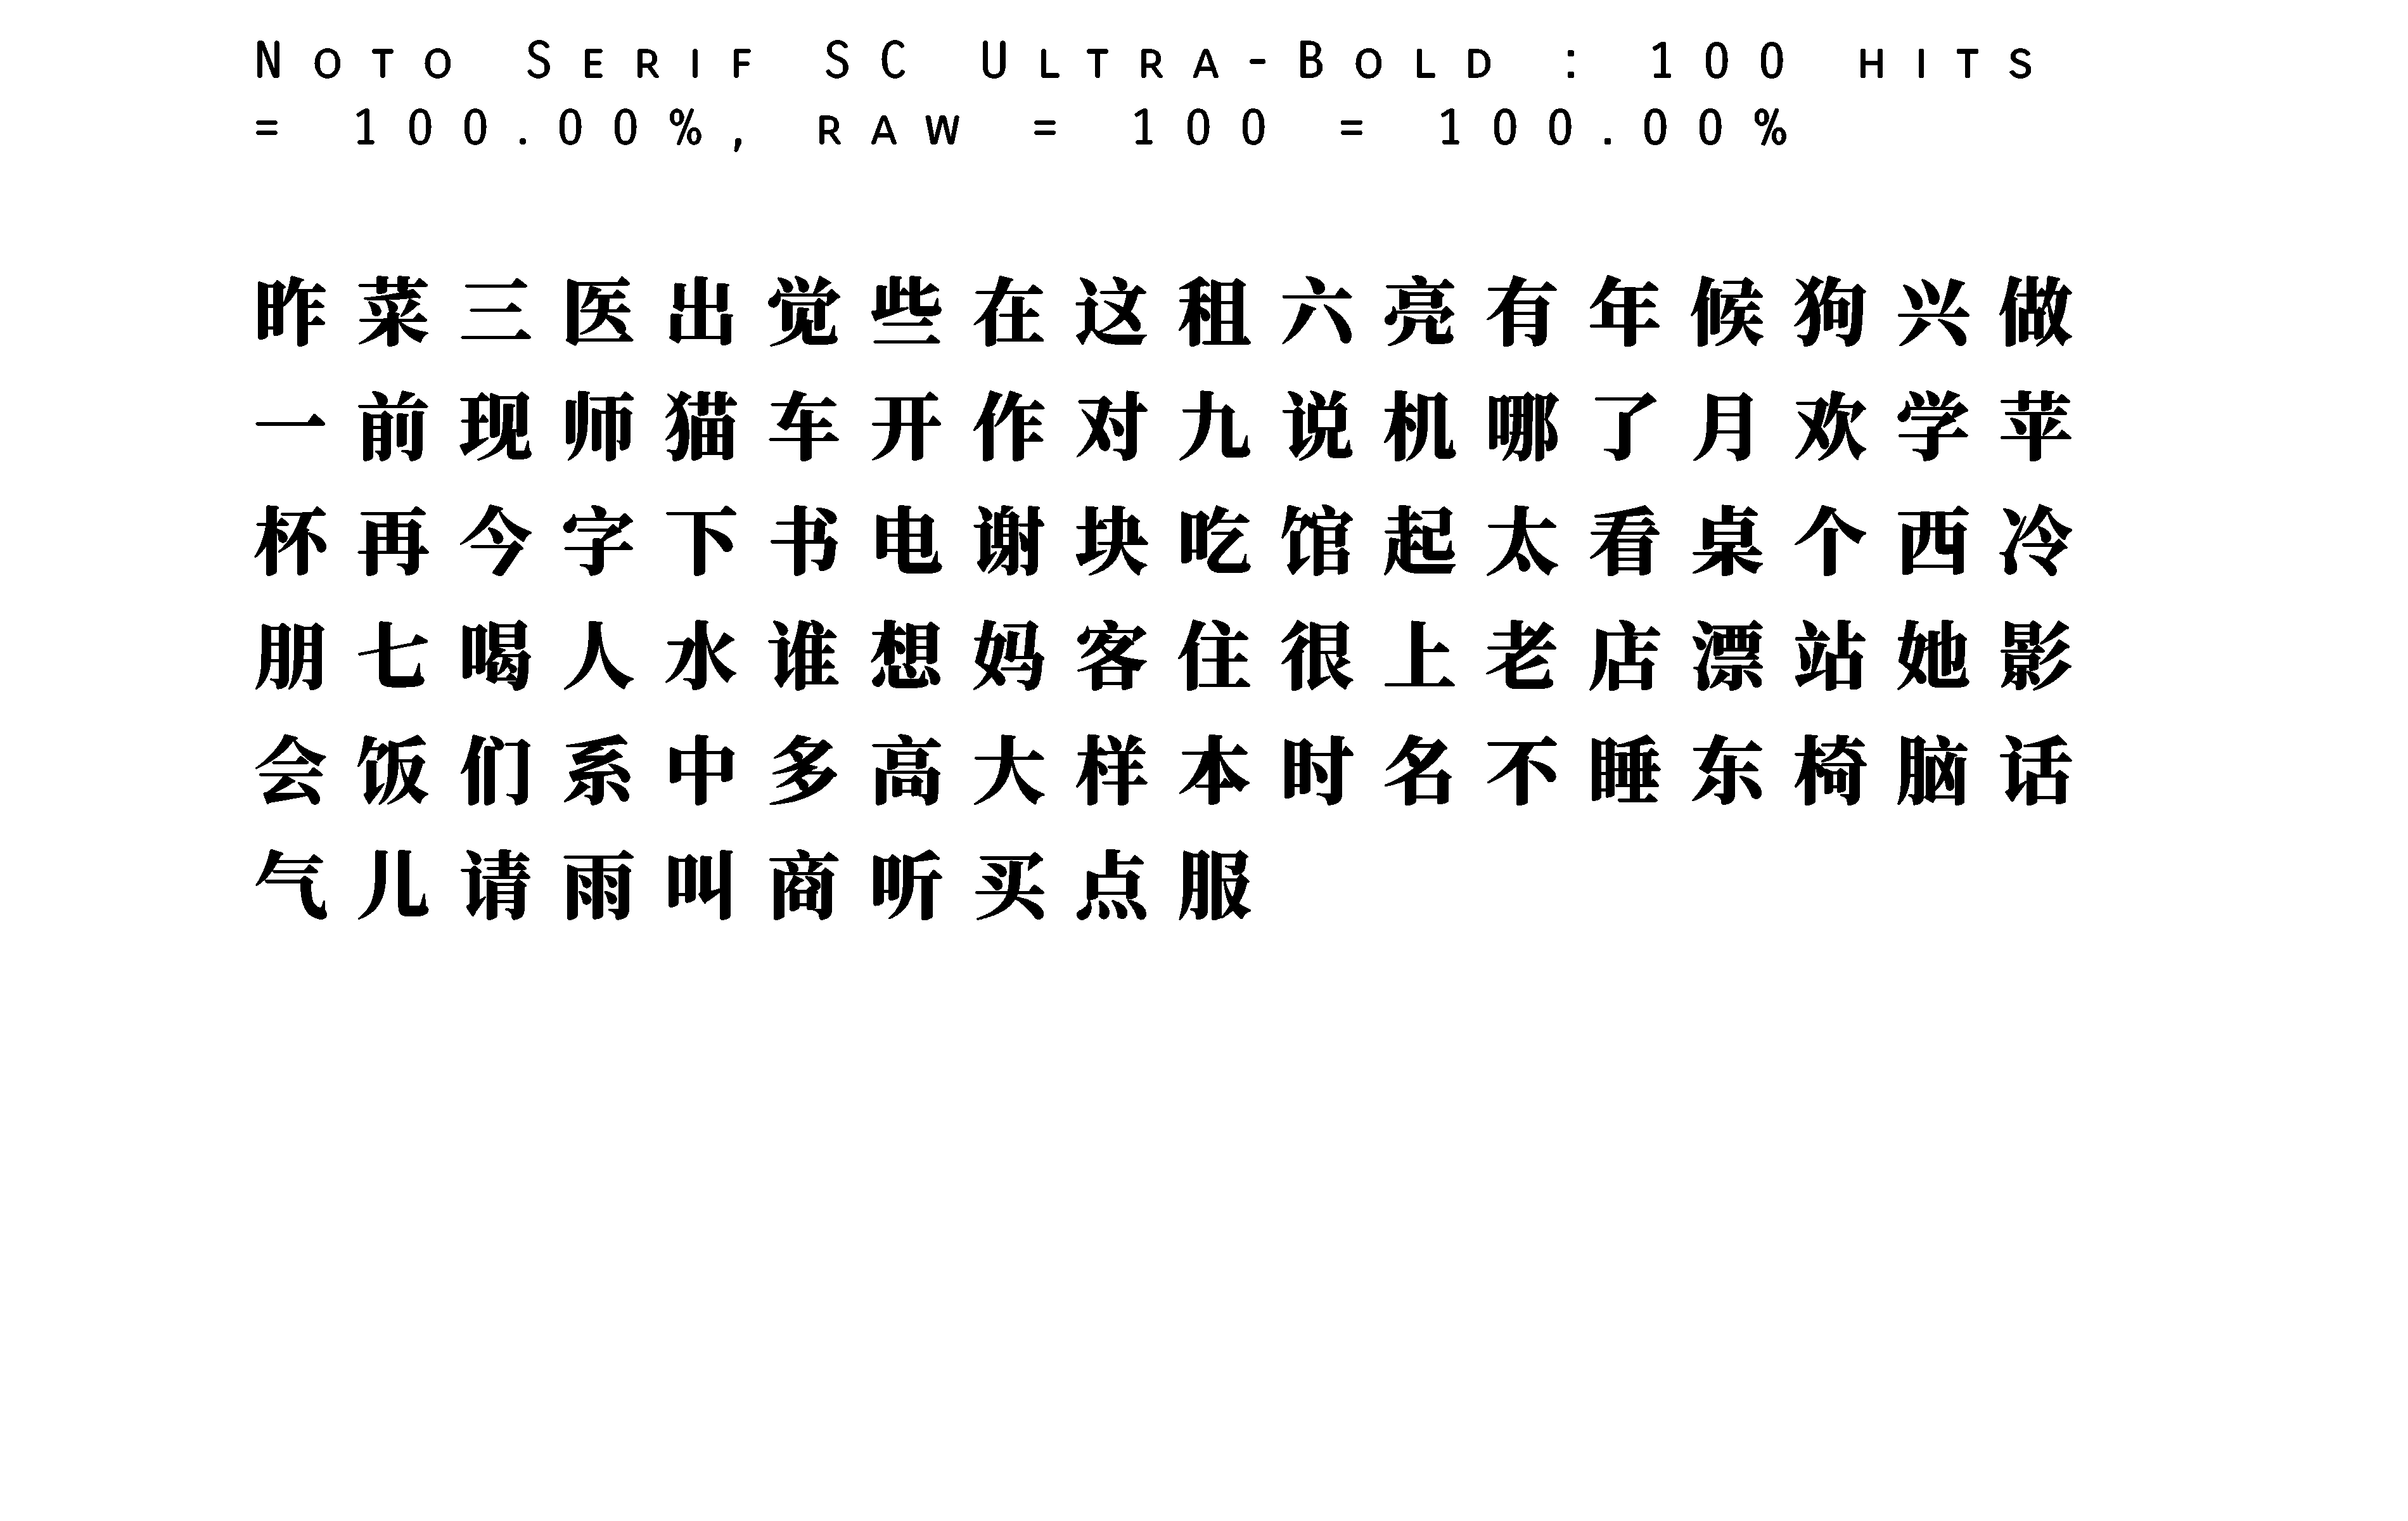 Noto Serif SC Ultra-Bold : 100 hits
= 100.00%, raw = 100 = 100.00%
昨菜三医出觉些在这租六亮有年候狗兴做
一前现师猫车开作对九说机哪了月欢学苹
杯再今字下书电谢块吃馆起太看桌个西冷
朋七喝人水谁想妈客住很上老店漂站她影
会饭们系中多高大样本时名不睡东椅脑话
气儿请雨叫商听买点服